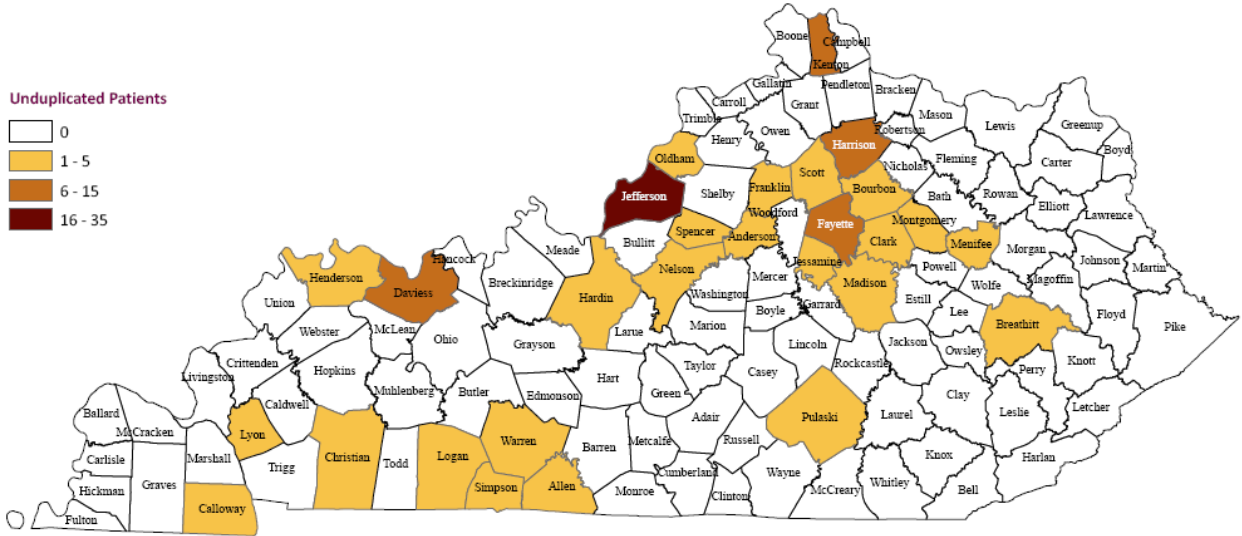 Unduplicated Patients
0
1 - 5
6 - 15
16 - 35
Boone
Campbell
Kenton
Gallatin
Pendleton
Carroll
Grant
Bracken
Trimble
Mason
Owen
Robertson
Lewis
Greenup
Henry
Harrison
Boyd
Oldham
Nicholas
Fleming
Carter
Scott
Franklin
Bourbon
Shelby
Jefferson
Bath
Rowan
Elliott
Woodford
Lawrence
Fayette
Montgomery
Spencer
Anderson
Clark
Bullitt
Menifee
Morgan
Meade
Hancock
Jessamine
Nelson
Johnson
Powell
Martin
Henderson
Mercer
Madison
Magoffin
Breckinridge
Wolfe
Daviess
Hardin
Washington
Union
Garrard
Estill
Boyle
Lee
Floyd
Webster
McLean
Larue
Marion
Breathitt
Pike
Ohio
Grayson
Lincoln
Jackson
Owsley
Crittenden
Rockcastle
Knott
Hopkins
Taylor
Perry
Casey
Livingston
Hart
Muhlenberg
Butler
Green
Edmonson
Clay
Caldwell
Letcher
Ballard
Adair
Pulaski
Laurel
Leslie
McCracken
Lyon
Warren
Russell
Metcalfe
Barren
Marshall
Christian
Logan
Knox
Harlan
Carlisle
Todd
Trigg
Cumberland
Wayne
Graves
Whitley
Simpson
Allen
Hickman
Monroe
McCreary
Bell
Clinton
Calloway
Fulton